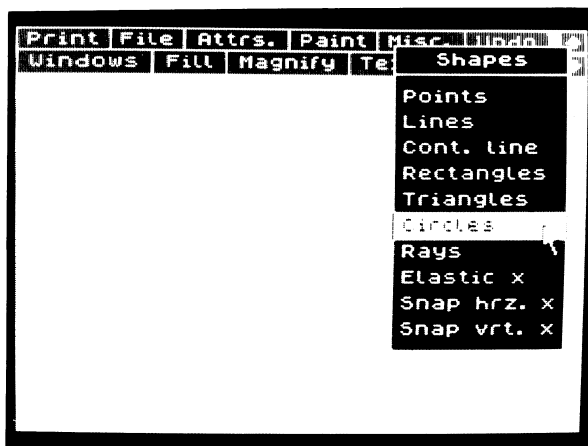 Print File Attrs. Paint Misc. Undo
Windows Fill Magnify
Shapes
Points
Lines
Cont. line
Rectangles
Triangles
Circles
Rays
Elastic x
Snap hrz. x
Snap vrt. x